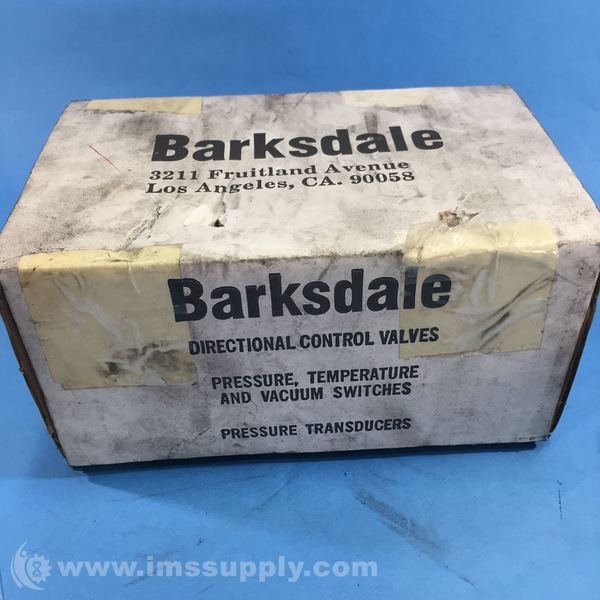 Barksdale
3211 Fruitland Avenue
Los Angeles, CA. 90058
Barksdale
DIRECTIONAL CONTROL VALVES
PRESSURE, TEMPERATURE
AND VACUUM SWITCHES
PRESSURE TRANSDUCERS
www.imssupply.com